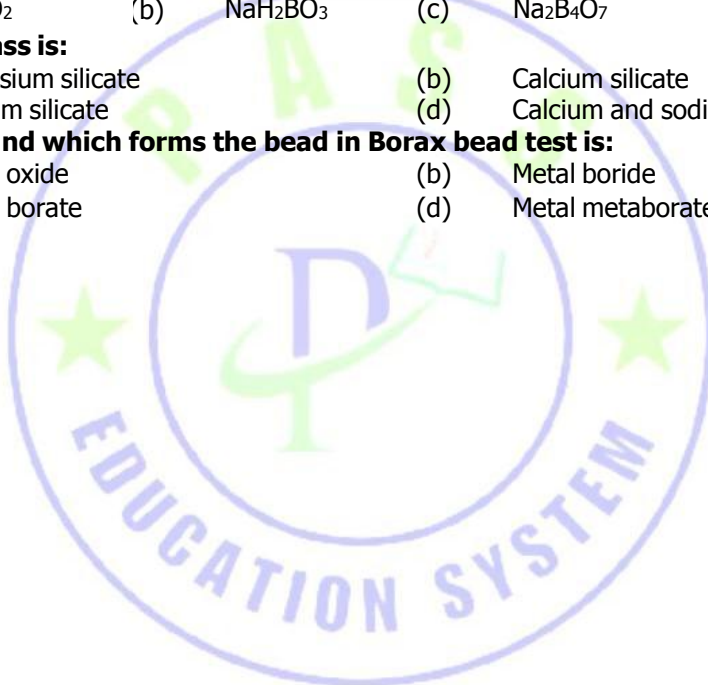 O₂ (b) NaH₂BO₃ (c) Na₂B₄O₇
ss is:
sium silicate (b) Calcium silicate
m silicate (d) Calcium and sodi
nd which forms the bead in Borax bead test is:
oxide (b) Metal boride
borate (d) Metal metaborate
PASS
EDUCATION SYSTEM